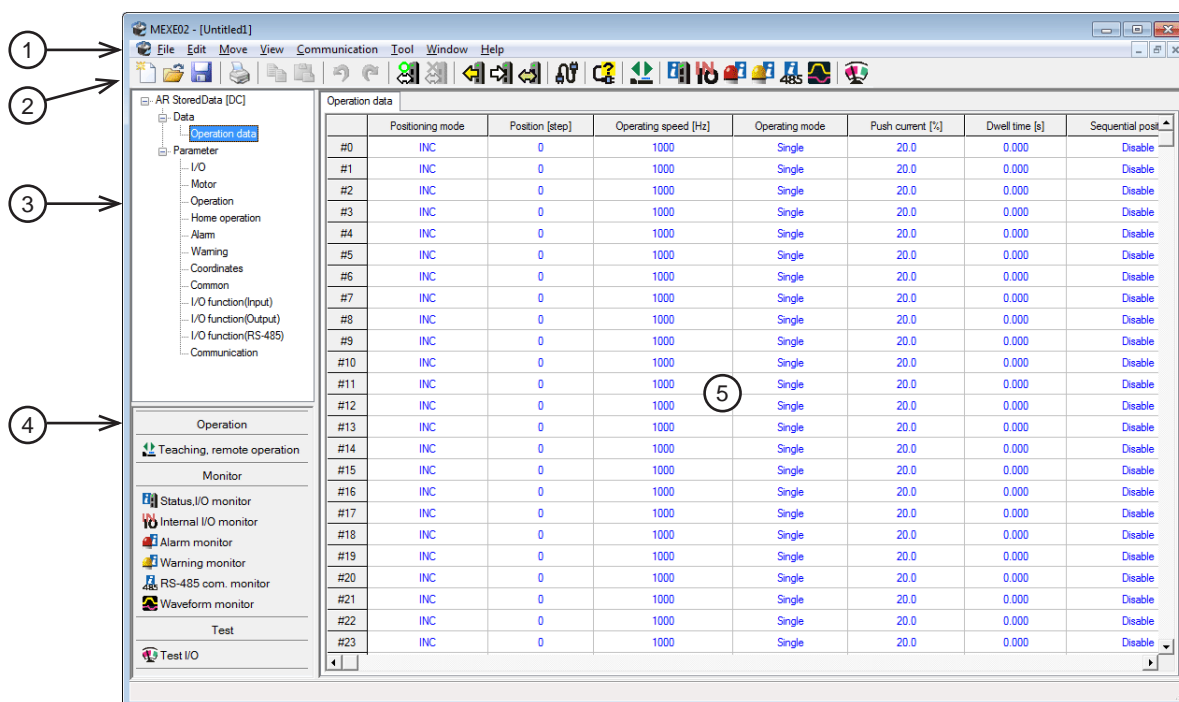 MEXE02 - [Untitled1]
1
File Edit Move View Communication Tool Window Help
2
AR StoredData [DC]
Data
Operation data
Parameter
I/O
Motor
Operation
Home operation
Alarm
Warning
Coordinates
Common
I/O function(Input)
I/O function(Output)
I/O function(RS-485)
Communication
3
4
Operation
Teaching, remote operation
Monitor
Status,I/O monitor
Internal I/O monitor
Alarm monitor
Warning monitor
RS-485 com. monitor
Waveform monitor
Test
Test I/O
Operation data
Positioning mode Position [step] Operating speed [Hz] Operating mode Push current [%] Dwell time [s] Sequential posit
#0 INC 0 1000 Single 20.0 0.000 Disable
#1 INC 0 1000 Single 20.0 0.000 Disable
#2 INC 0 1000 Single 20.0 0.000 Disable
#3 INC 0 1000 Single 20.0 0.000 Disable
#4 INC 0 1000 Single 20.0 0.000 Disable
#5 INC 0 1000 Single 20.0 0.000 Disable
#6 INC 0 1000 Single 20.0 0.000 Disable
#7 INC 0 1000 Single 20.0 0.000 Disable
#8 INC 0 1000 Single 20.0 0.000 Disable
#9 INC 0 1000 Single 20.0 0.000 Disable
#10 INC 0 1000 Single 20.0 0.000 Disable
#11 INC 0 1000 Single 20.0 0.000 Disable
5
#12 INC 0 1000 Single 20.0 0.000 Disable
#13 INC 0 1000 Single 20.0 0.000 Disable
#14 INC 0 1000 Single 20.0 0.000 Disable
#15 INC 0 1000 Single 20.0 0.000 Disable
#16 INC 0 1000 Single 20.0 0.000 Disable
#17 INC 0 1000 Single 20.0 0.000 Disable
#18 INC 0 1000 Single 20.0 0.000 Disable
#19 INC 0 1000 Single 20.0 0.000 Disable
#20 INC 0 1000 Single 20.0 0.000 Disable
#21 INC 0 1000 Single 20.0 0.000 Disable
#22 INC 0 1000 Single 20.0 0.000 Disable
#23 INC 0 1000 Single 20.0 0.000 Disable